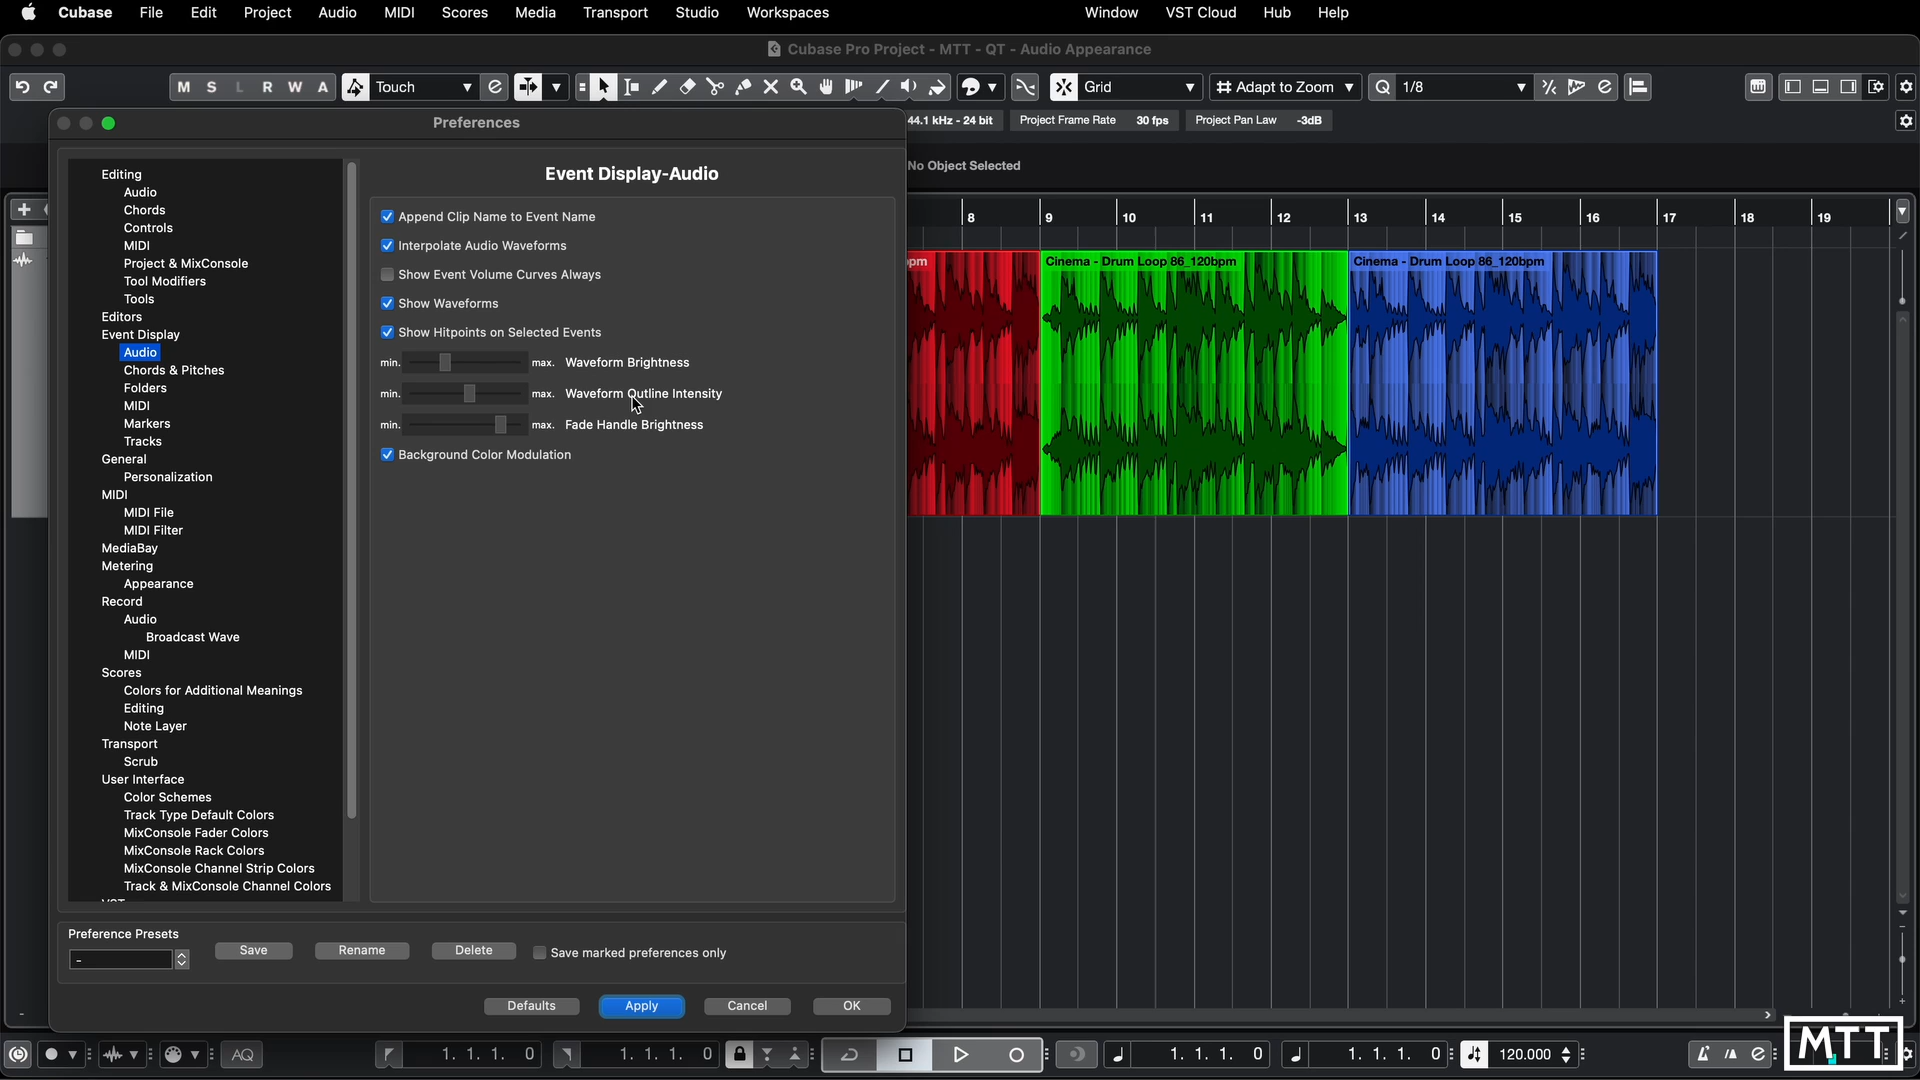 Cubase File Edit Project Audio MIDI Scores Media Transport Studio Workspaces Window VST Cloud Hub Help
Cubase Pro Project - MTT - QT - Audio Appearance
M S L R W A Touch Grid Adapt to Zoom Q 1/8
Preferences
44.1 kHz - 24 bit Project Frame Rate 30 fps Project Pan Law -3dB
No Object Selected
8 9 10 11 12 13 14 15 16 17 18 19
pm Cinema - Drum Loop 86_120bpm Cinema - Drum Loop 86_120bpm
Editing
Audio
Chords
Controls
MIDI
Project & MixConsole
Tool Modifiers
Tools
Editors
Event Display
Audio
Chords & Pitches
Folders
MIDI
Markers
Tracks
General
Personalization
MIDI
MIDI File
MIDI Filter
MediaBay
Metering
Appearance
Record
Audio
Broadcast Wave
MIDI
Scores
Colors for Additional Meanings
Editing
Note Layer
Transport
Scrub
User Interface
Color Schemes
Track Type Default Colors
MixConsole Fader Colors
MixConsole Rack Colors
MixConsole Channel Strip Colors
Track & MixConsole Channel Colors
Event Display-Audio
Append Clip Name to Event Name
Interpolate Audio Waveforms
Show Event Volume Curves Always
Show Waveforms
Show Hitpoints on Selected Events
min. max. Waveform Brightness
min. max. Waveform Outline Intensity
min. max. Fade Handle Brightness
Background Color Modulation
Preference Presets
- Save Rename Delete Save marked preferences only
Defaults Apply Cancel OK
AQ 1. 1. 1. 0 1. 1. 1. 0 1. 1. 1. 0 1. 1. 1. 0 120.000
MTT